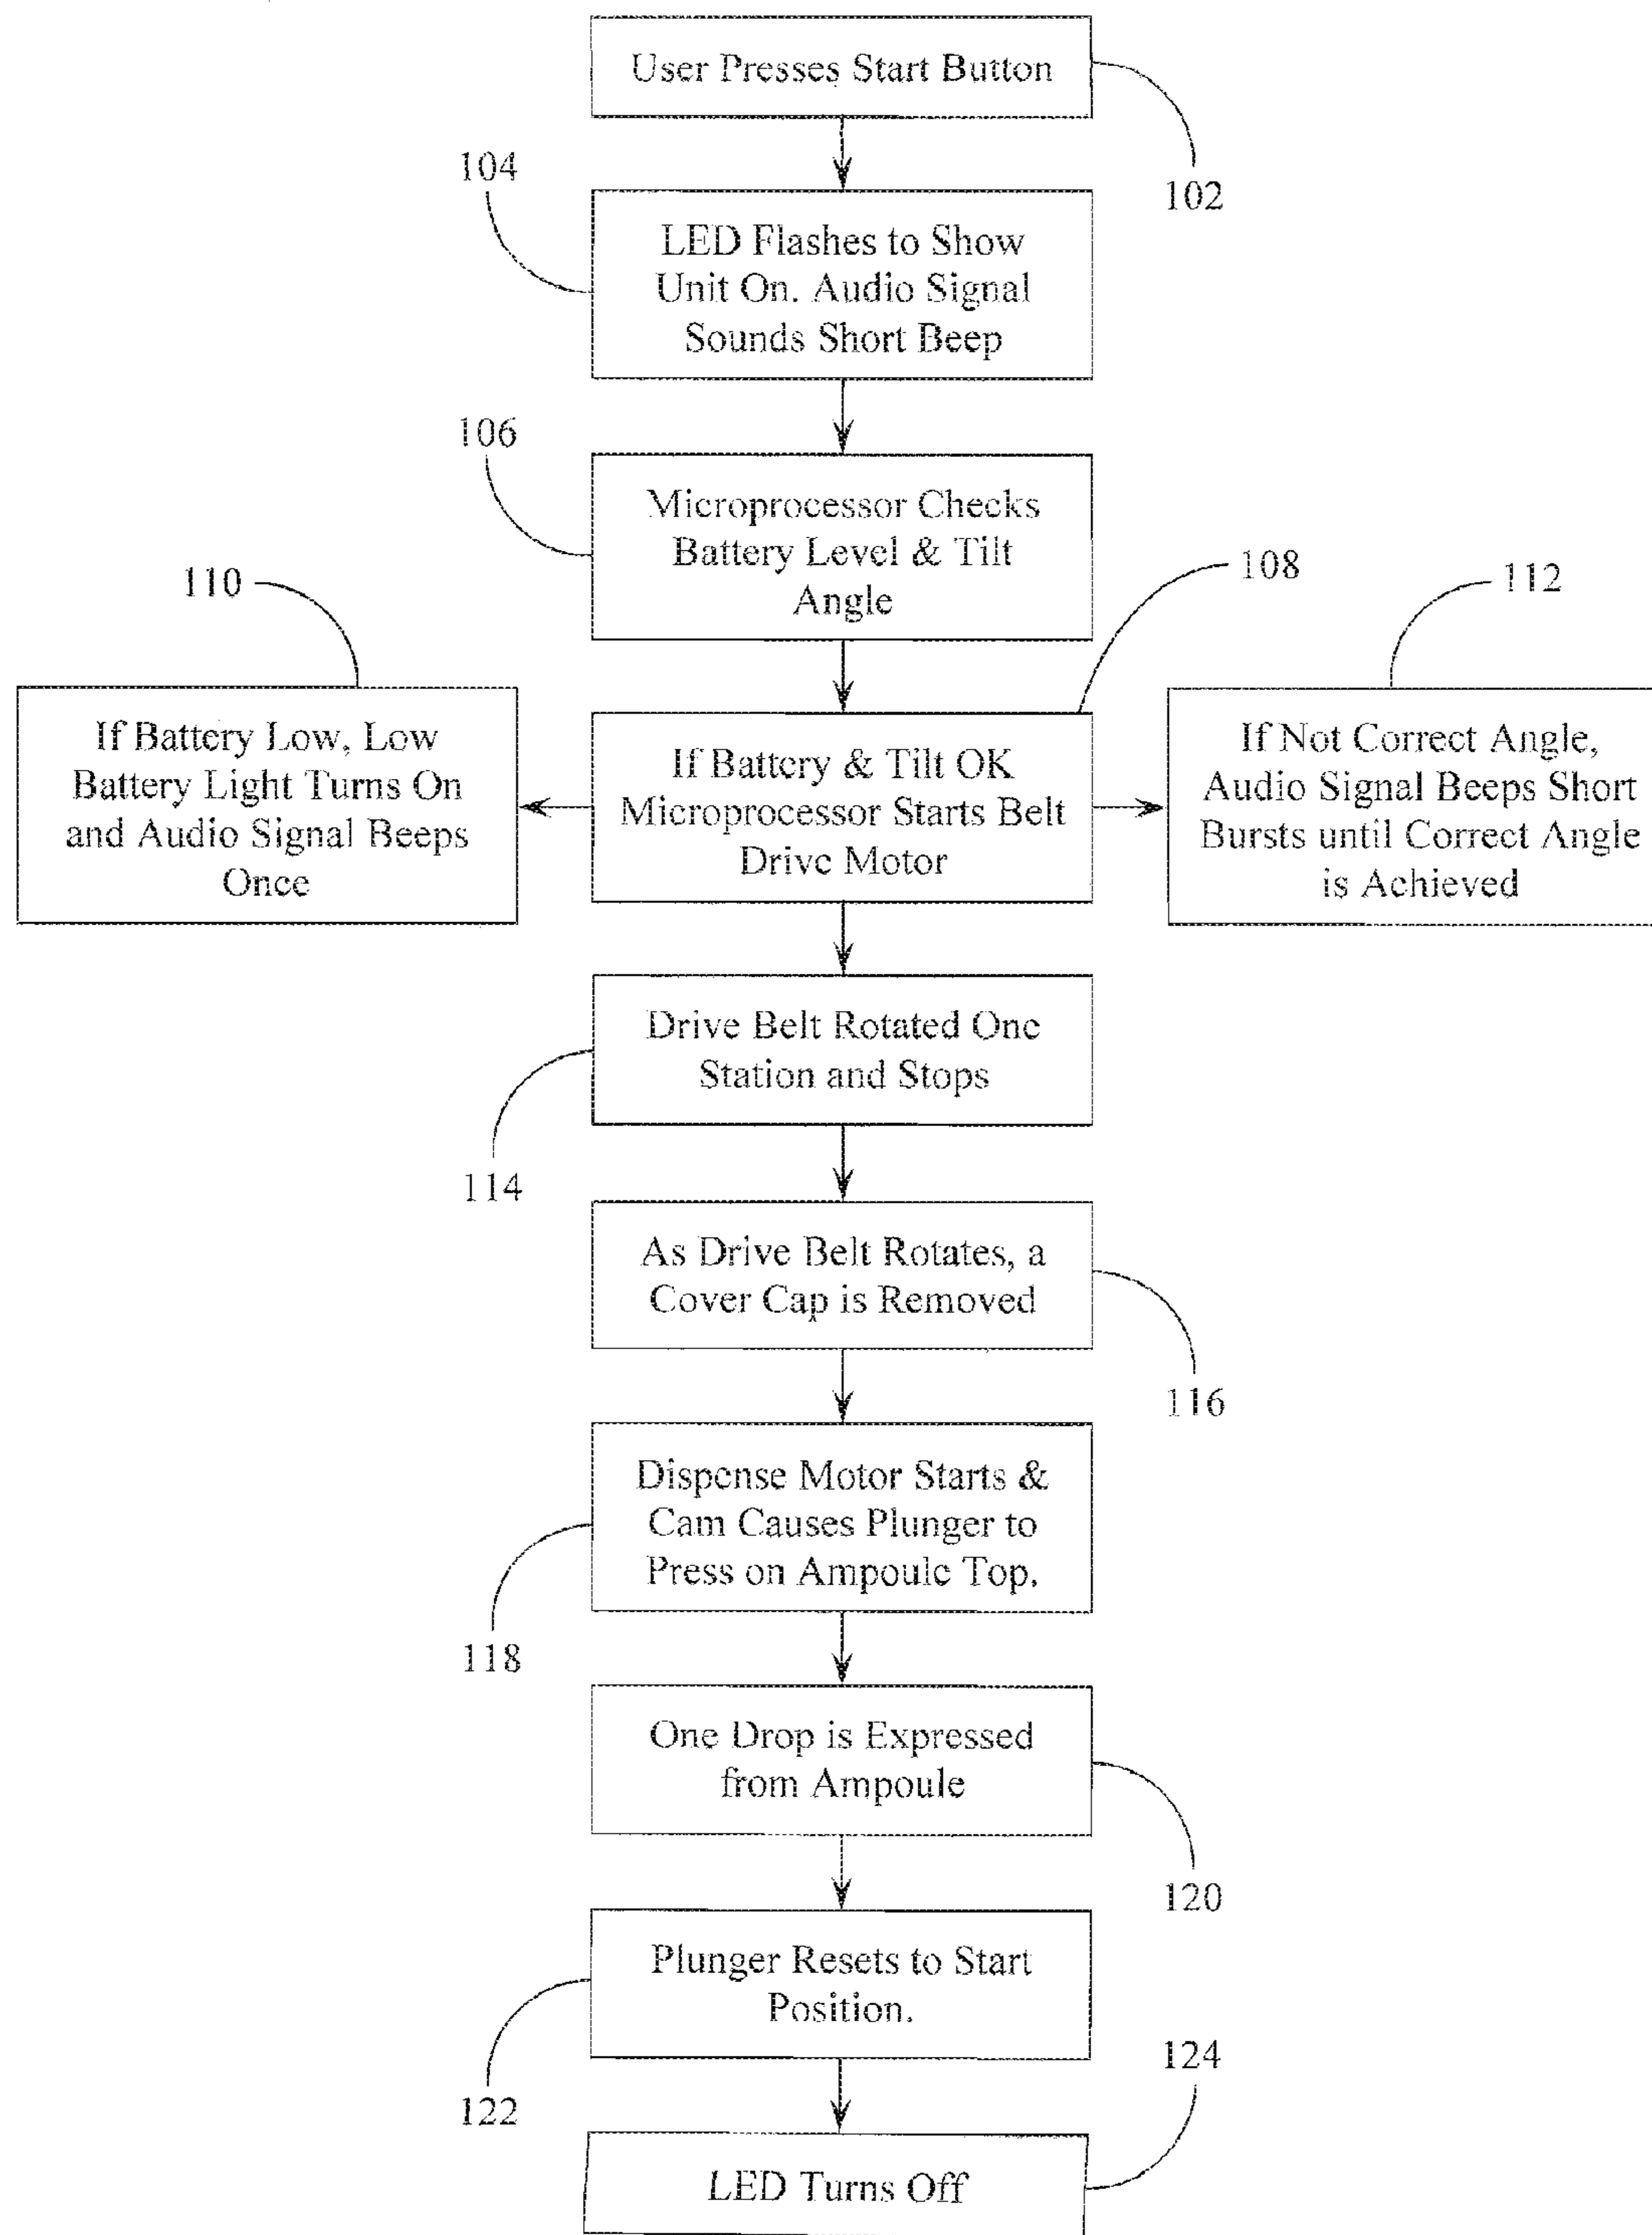 User Presses Start Button
102
104
LED Flashes to Show
Unit On. Audio Signal
Sounds Short Beep
106
Microprocessor Checks
Battery Level & Tilt
Angle
108
110
112
If Battery Low, Low
Battery Light Turns On
and Audio Signal Beeps
Once
If Battery & Tilt OK
Microprocessor Starts Belt
Drive Motor
If Not Correct Angle,
Audio Signal Beeps Short
Bursts until Correct Angle
is Achieved
Drive Belt Rotated One
Station and Stops
114
As Drive Belt Rotates, a
Cover Cap is Removed
116
Dispense Motor Starts &
Cam Causes Plunger to
Press on Ampoule Top.
118
One Drop is Expressed
from Ampoule
120
Plunger Resets to Start
Position.
122
124
LED Turns Off